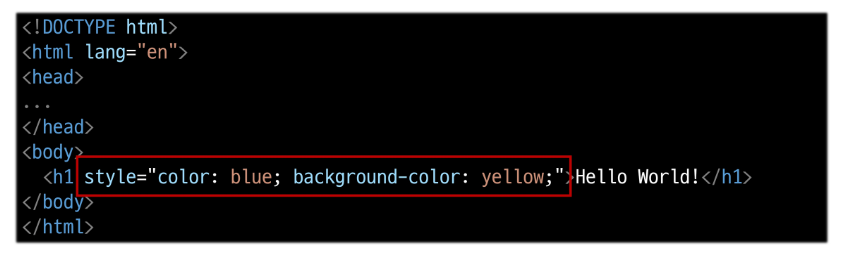 <!DOCTYPE html>
<html lang="en">
<head>
...
</head>
<body>
  <h1 style="color: blue; background-color: yellow;">Hello World!</h1>
</body>
</html>